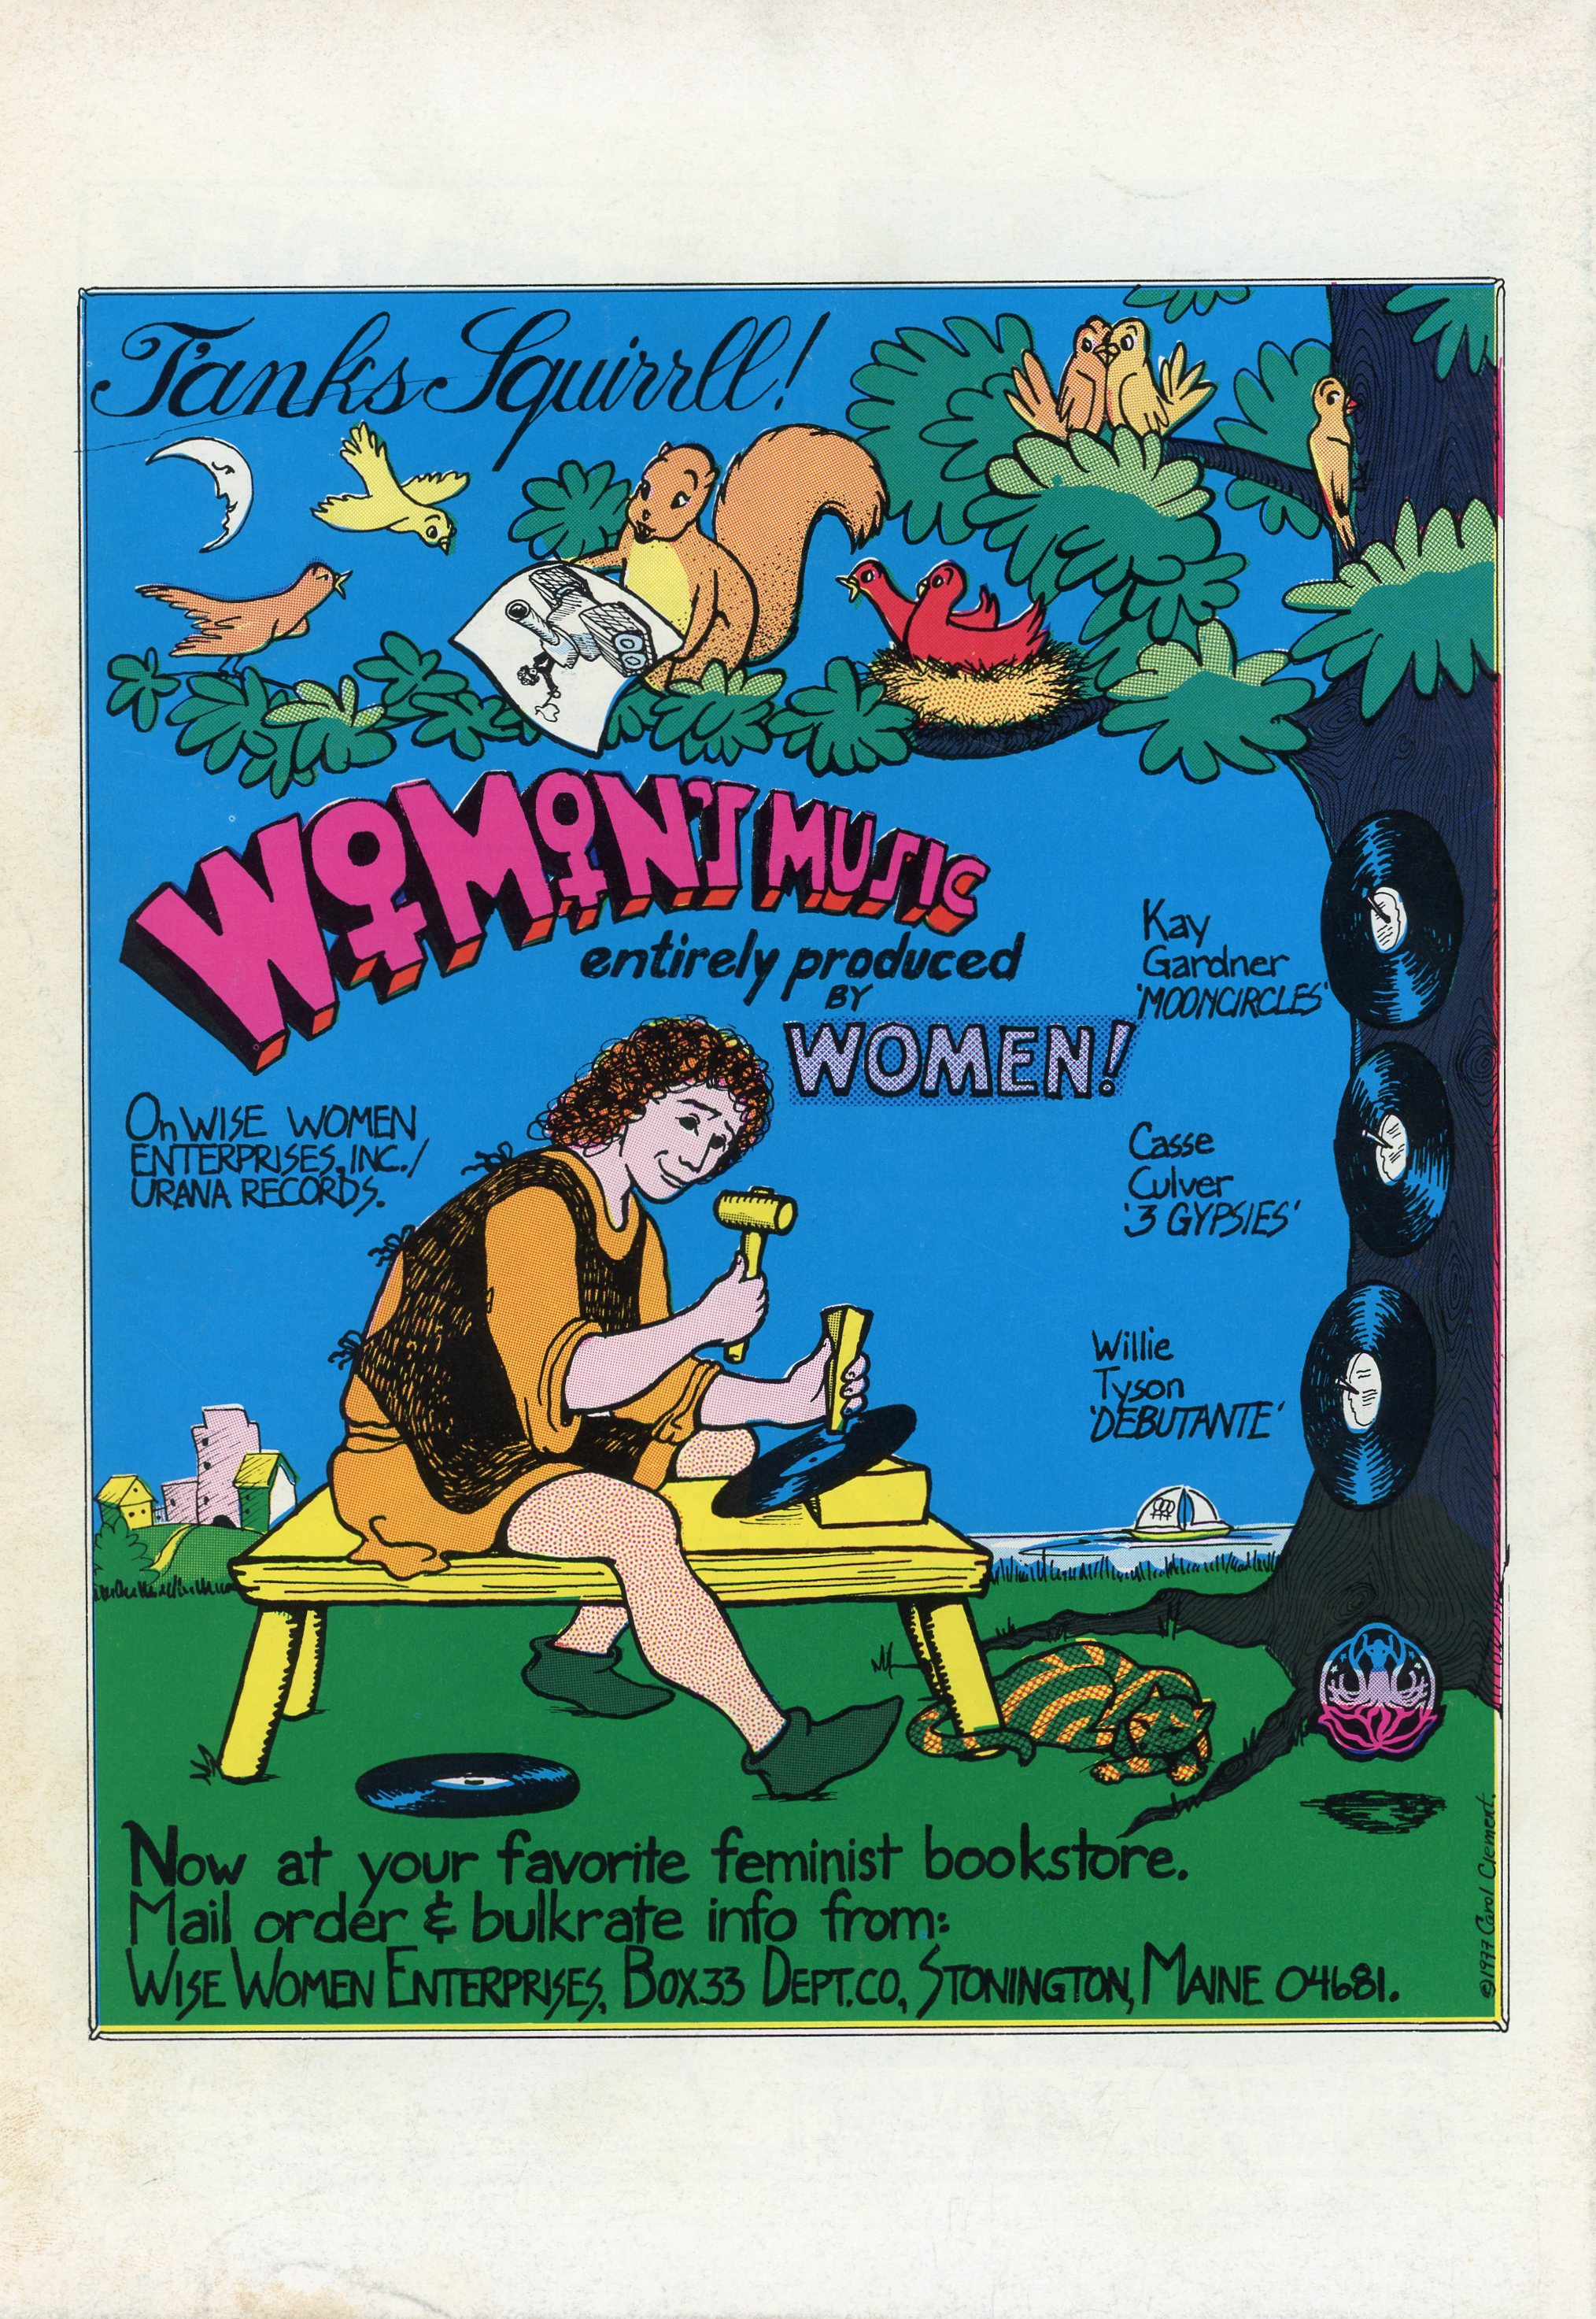 Tanks Squirrll!
WOMON'S MUSIC
entirely produced
BY
WOMEN!
On WISE WOMEN
ENTERPRISES, INC./
URANA RECORDS.
Kay
Gardner
'MOONCIRCLES'
Casse
Culver
'3 GYPSIES'
Willie
Tyson
'DEBUTANTE'
Now at your favorite feminist bookstore.
Mail order & bulkrate info from:
WISE WOMEN ENTERPRISES, BOX 33 DEPT.CO, STONINGTON, MAINE 04681.
©1977 Carol Clement.